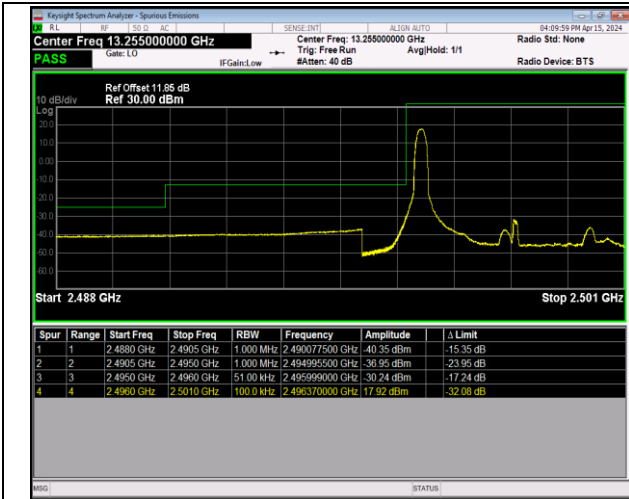 Keysight Spectrum Analyzer - Spurious Emissions
RL RF 50 Ω AC SENSE:INT ALIGN AUTO 04:09:59 PM Apr 15, 2024
Center Freq 13.255000000 GHz Center Freq: 13.255000000 GHz Radio Std: None
PASS Gate: LO IFGain:Low Trig: Free Run Avg|Hold: 1/1
#Atten: 40 dB Radio Device: BTS
Ref Offset 11.85 dB
10 dB/div Ref 30.00 dBm
Log
20.0
10.0
0.00
-10.0
-20.0
-30.0
-40.0
-50.0
-60.0
Start 2.488 GHz Stop 2.501 GHz
Spur Range Start Freq Stop Freq RBW Frequency Amplitude Δ Limit
1 1 2.4880 GHz 2.4905 GHz 1.000 MHz 2.490077500 GHz -40.35 dBm -15.35 dB
2 2 2.4905 GHz 2.4950 GHz 1.000 MHz 2.494995500 GHz -36.95 dBm -23.95 dB
3 3 2.4950 GHz 2.4960 GHz 51.00 kHz 2.495999000 GHz -30.24 dBm -17.24 dB
4 4 2.4960 GHz 2.5010 GHz 100.0 kHz 2.496370000 GHz 17.92 dBm -32.08 dB
MSG STATUS